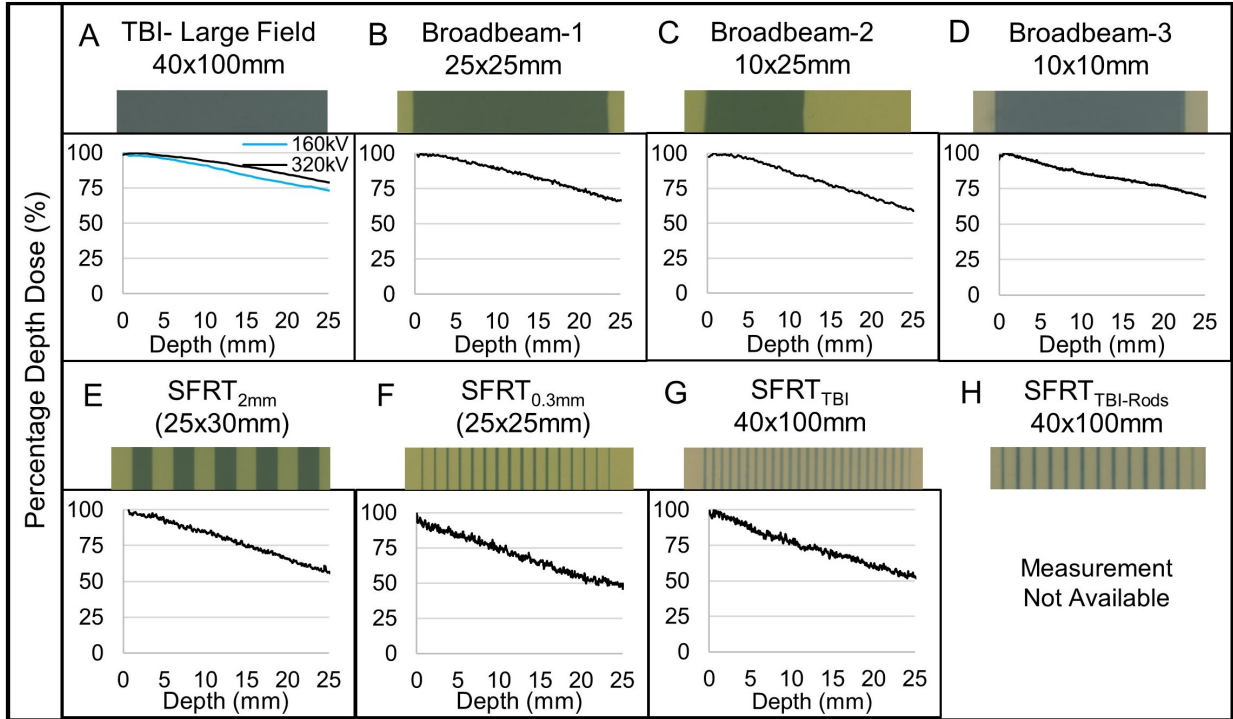 Percentage Depth Dose (%)
A TBI- Large Field
40x100mm
160kV
320kV
100
75
50
25
0
0 5 10 15 20 25
Depth (mm)
B Broadbeam-1
25x25mm
100
75
50
25
0
0 5 10 15 20 25
Depth (mm)
C Broadbeam-2
10x25mm
100
75
50
25
0
0 5 10 15 20 25
Depth (mm)
D Broadbeam-3
10x10mm
100
75
50
25
0
0 5 10 15 20 25
Depth (mm)
E SFRT2mm
(25x30mm)
100
75
50
25
0
0 5 10 15 20 25
Depth (mm)
F SFRT0.3mm
(25x25mm)
100
75
50
25
0
0 5 10 15 20 25
Depth (mm)
G SFRTTBI
40x100mm
100
75
50
25
0
0 5 10 15 20 25
Depth (mm)
H SFRTTBI-Rods
40x100mm
Measurement
Not Available